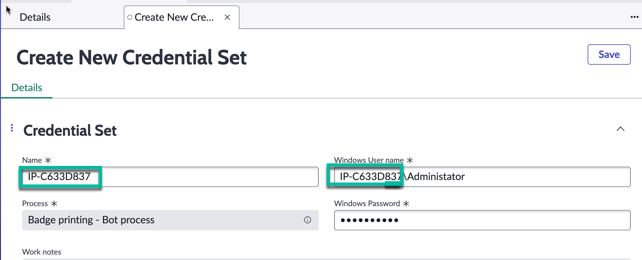 Details
Create New Cre...
Create New Credential Set
Save
Details
Credential Set
Name *
Windows User name *
IP-C633D837
IP-C633D837\Administator
Process *
Windows Password *
Badge printing - Bot process
Work notes